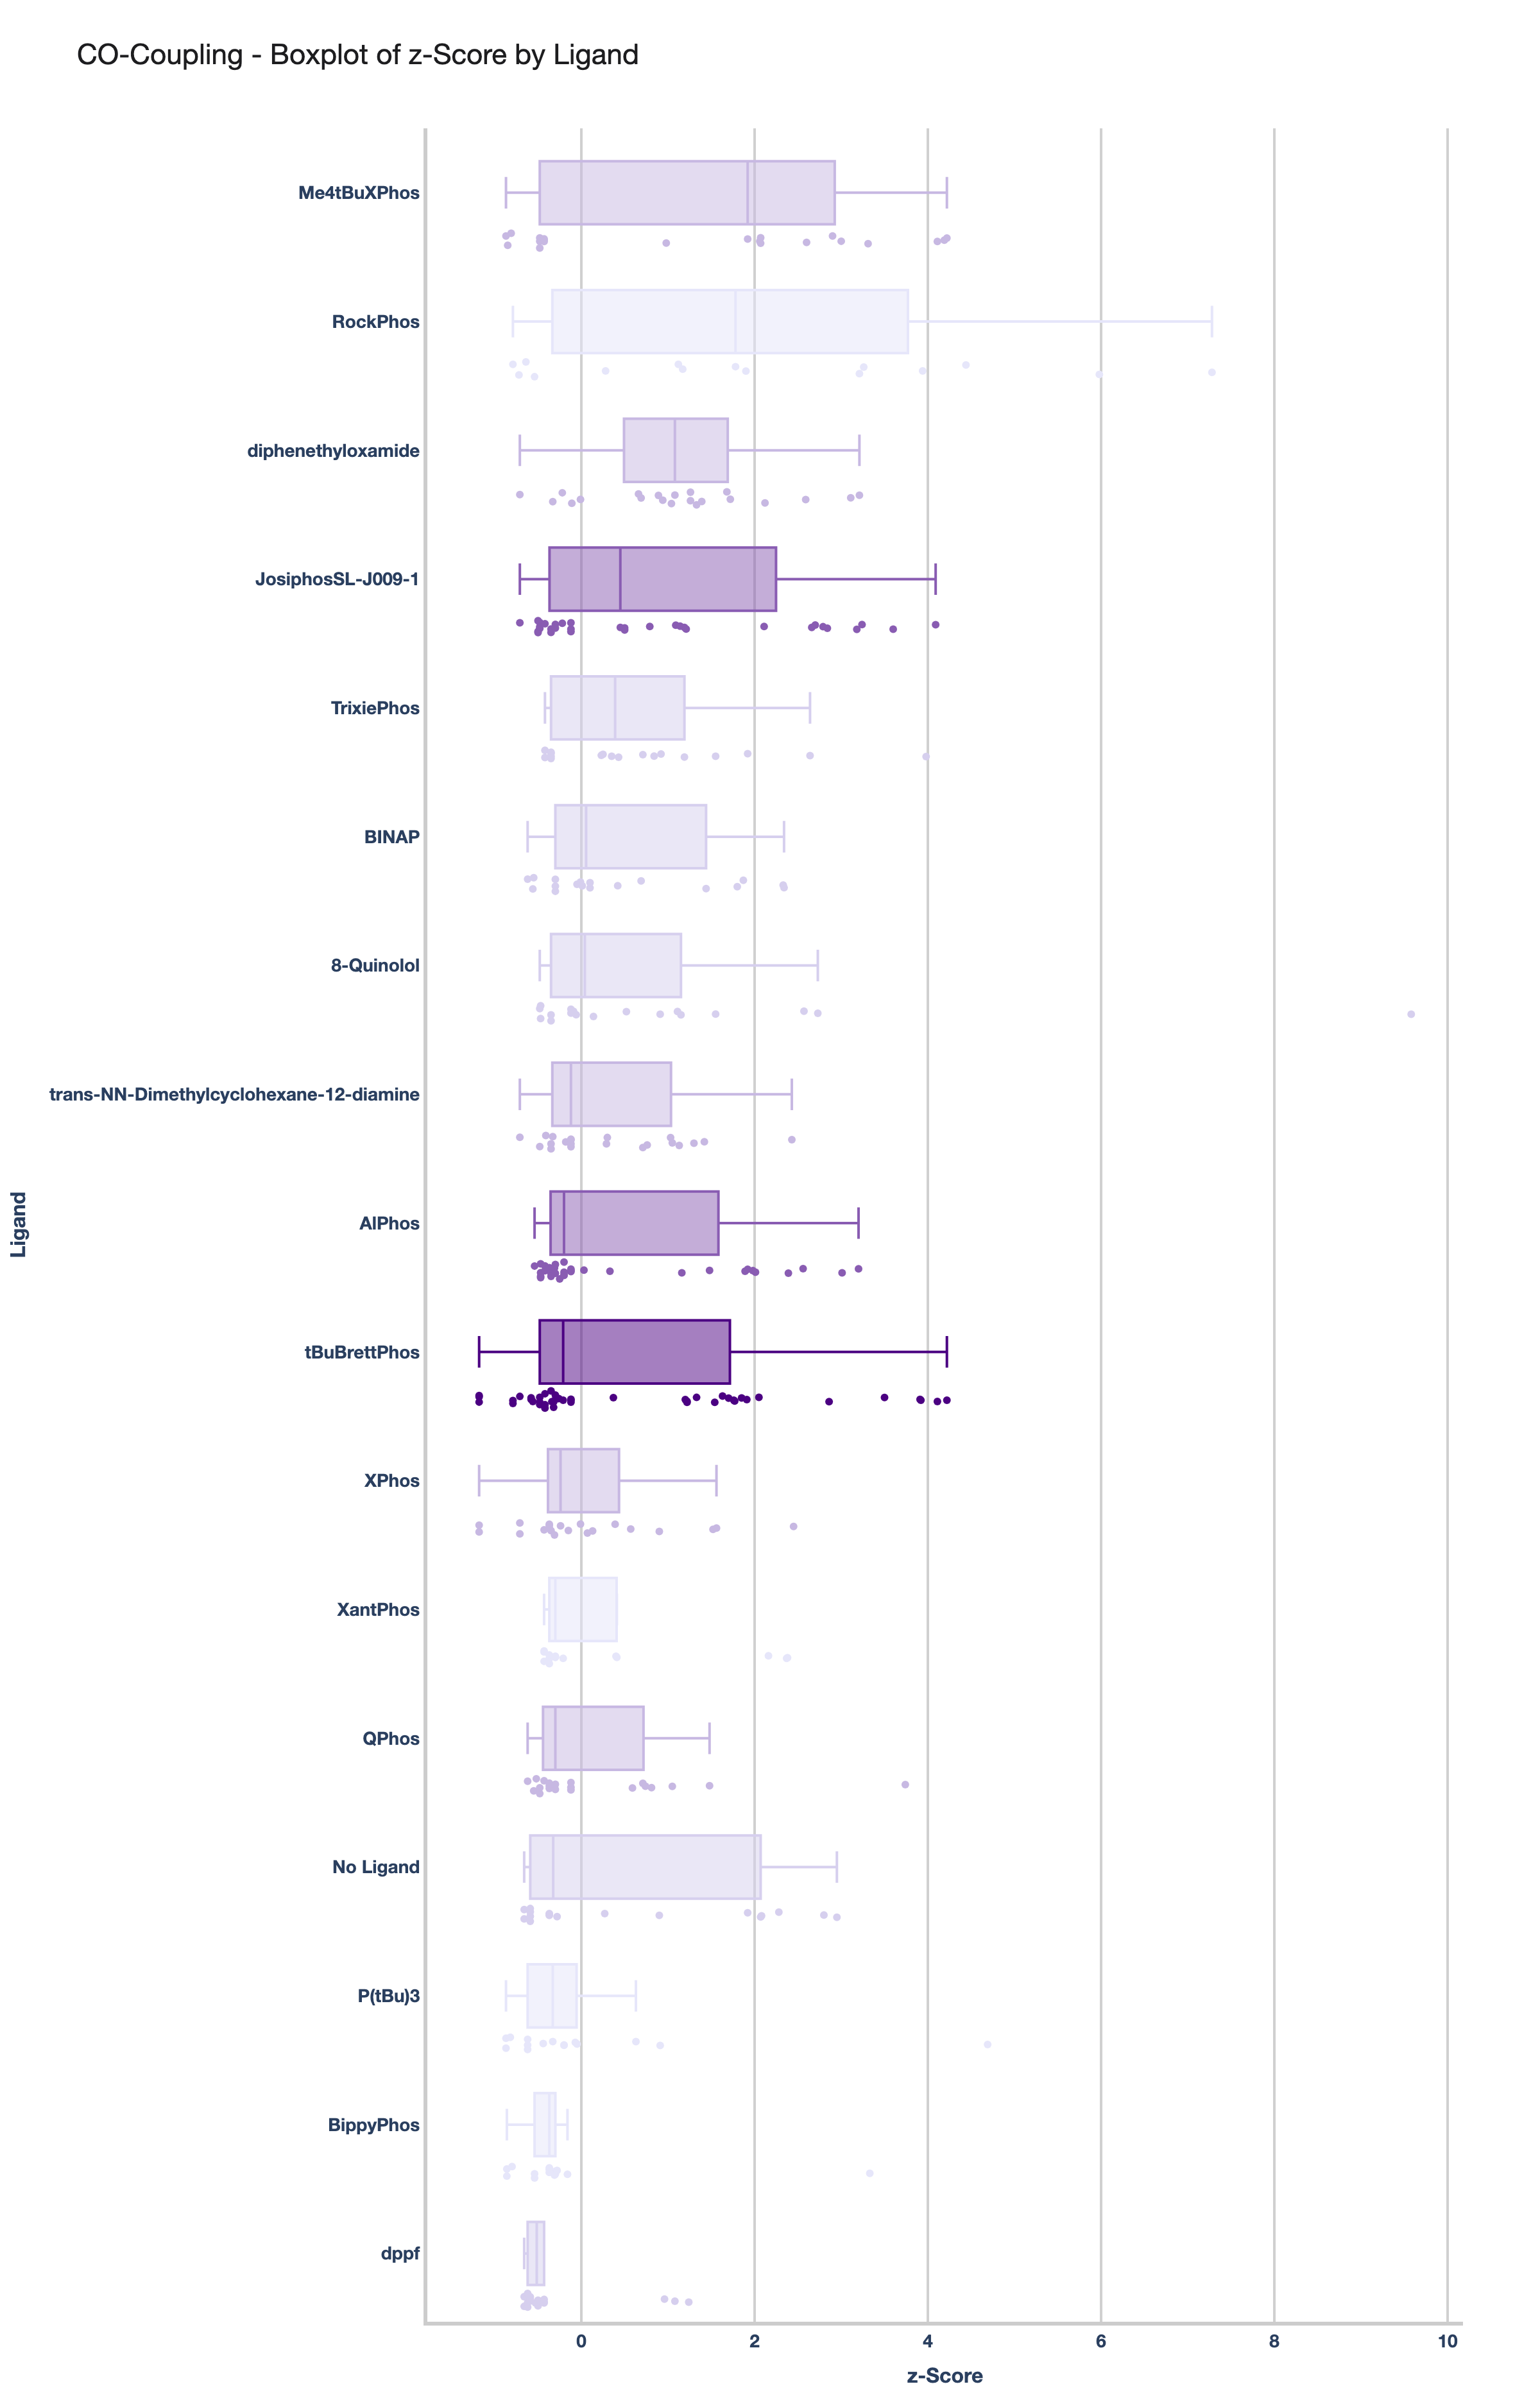 CO-Coupling - Boxplot of z-Score by Ligand
Me4tBuXPhos
RockPhos
diphenethyloxamide
JosiphosSL-J009-1
TrixiePhos
BINAP
8-Quinolol
trans-NN-Dimethylcyclohexane-12-diamine
AlPhos
tBuBrettPhos
XPhos
XantPhos
QPhos
No Ligand
P(tBu)3
BippyPhos
dppf
Ligand
0 2 4 6 8 10
z-Score